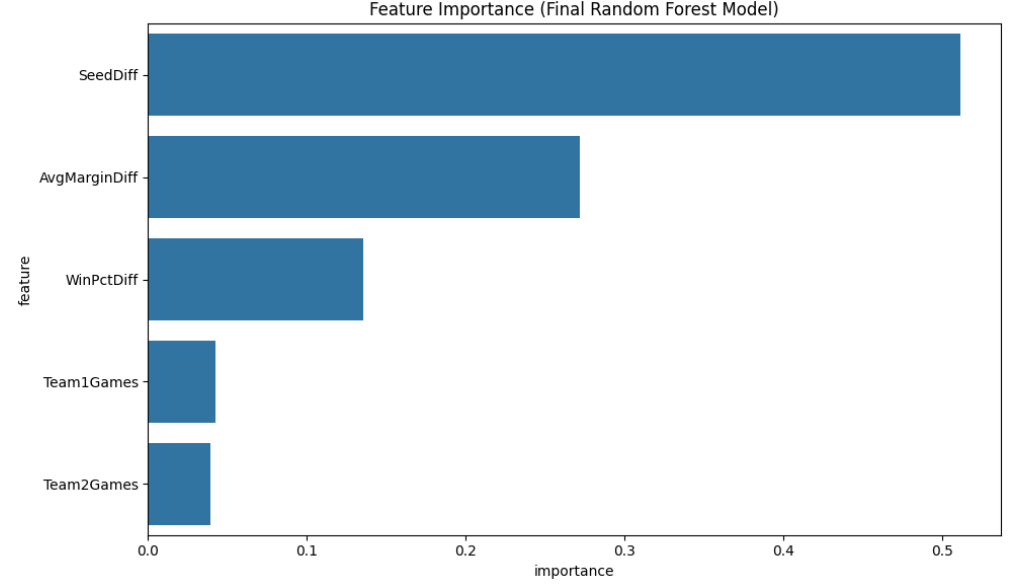 Feature Importance (Final Random Forest Model)
SeedDiff
AvgMarginDiff
WinPctDiff
Team1Games
Team2Games
feature
0.0 0.1 0.2 0.3 0.4 0.5
importance